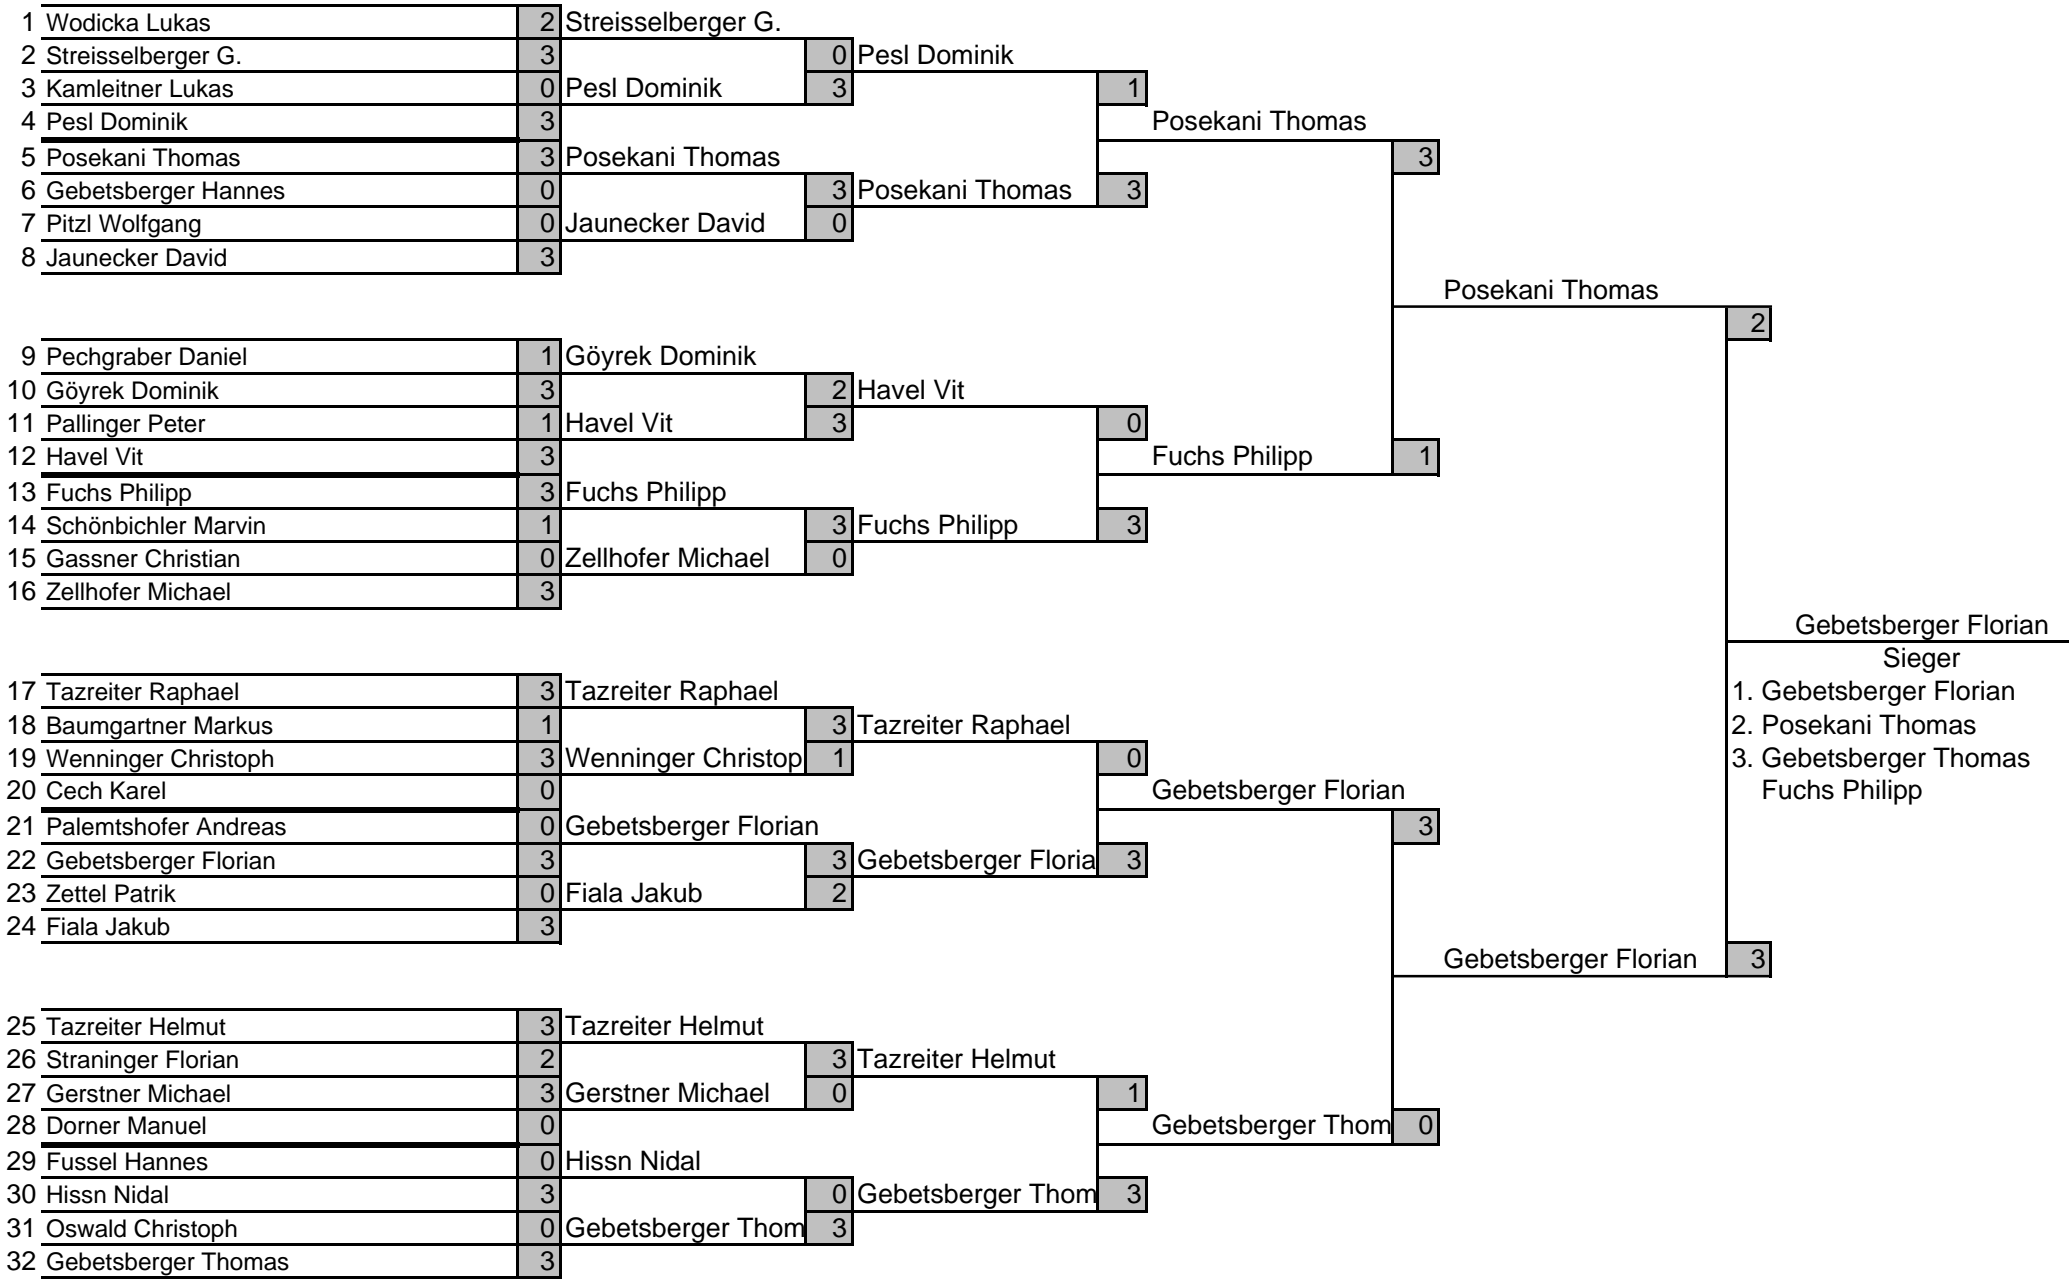 1 Wodicka Lukas 2 Streisselberger G.
2 Streisselberger G. 3 0 Pesl Dominik
3 Kamleitner Lukas 0 Pesl Dominik 3 1
4 Pesl Dominik 3 Posekani Thomas
5 Posekani Thomas 3 Posekani Thomas 3
6 Gebetsberger Hannes 0 3 Posekani Thomas 3
7 Pitzl Wolfgang 0 Jaunecker David 0
8 Jaunecker David 3
Posekani Thomas
2
9 Pechgraber Daniel 1 Göyrek Dominik
10 Göyrek Dominik 3 2 Havel Vit
11 Pallinger Peter 1 Havel Vit 3 0
12 Havel Vit 3 Fuchs Philipp 1
13 Fuchs Philipp 3 Fuchs Philipp
14 Schönbichler Marvin 1 3 Fuchs Philipp 3
15 Gassner Christian 0 Zellhofer Michael 0
16 Zellhofer Michael 3
Gebetsberger Florian
Sieger
17 Tazreiter Raphael 3 Tazreiter Raphael 1. Gebetsberger Florian
18 Baumgartner Markus 1 3 Tazreiter Raphael 2. Posekani Thomas
19 Wenninger Christoph 3 Wenninger Christop 1 0 3. Gebetsberger Thomas
20 Cech Karel 0 Gebetsberger Florian Fuchs Philipp
21 Palemtshofer Andreas 0 Gebetsberger Florian 3
22 Gebetsberger Florian 3 3 Gebetsberger Floria 3
23 Zettel Patrik 0 Fiala Jakub 2
24 Fiala Jakub 3
Gebetsberger Florian 3
25 Tazreiter Helmut 3 Tazreiter Helmut
26 Straninger Florian 2 3 Tazreiter Helmut
27 Gerstner Michael 3 Gerstner Michael 0 1
28 Dorner Manuel 0 Gebetsberger Thom 0
29 Fussel Hannes 0 Hissn Nidal
30 Hissn Nidal 3 0 Gebetsberger Thom 3
31 Oswald Christoph 0 Gebetsberger Thom 3
32 Gebetsberger Thomas 3